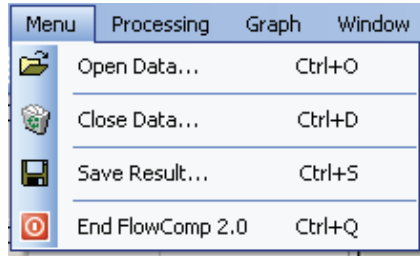 Menu Processing Graph Window
Open Data... Ctrl+O
Close Data... Ctrl+D
Save Result... Ctrl+S
End FlowComp 2.0 Ctrl+Q